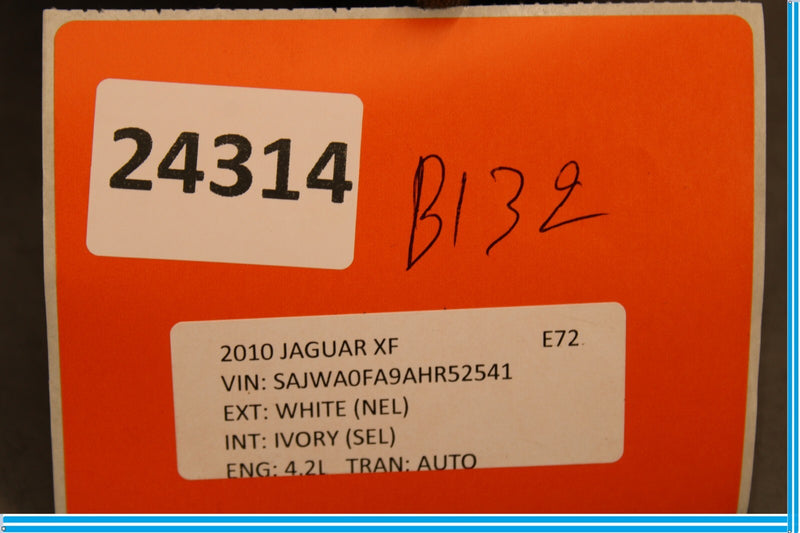 24314
B132
2010 JAGUAR XF E72
VIN: SAJWA0FA9AHR52541
EXT: WHITE (NEL)
INT: IVORY (SEL)
ENG: 4.2L TRAN: AUTO